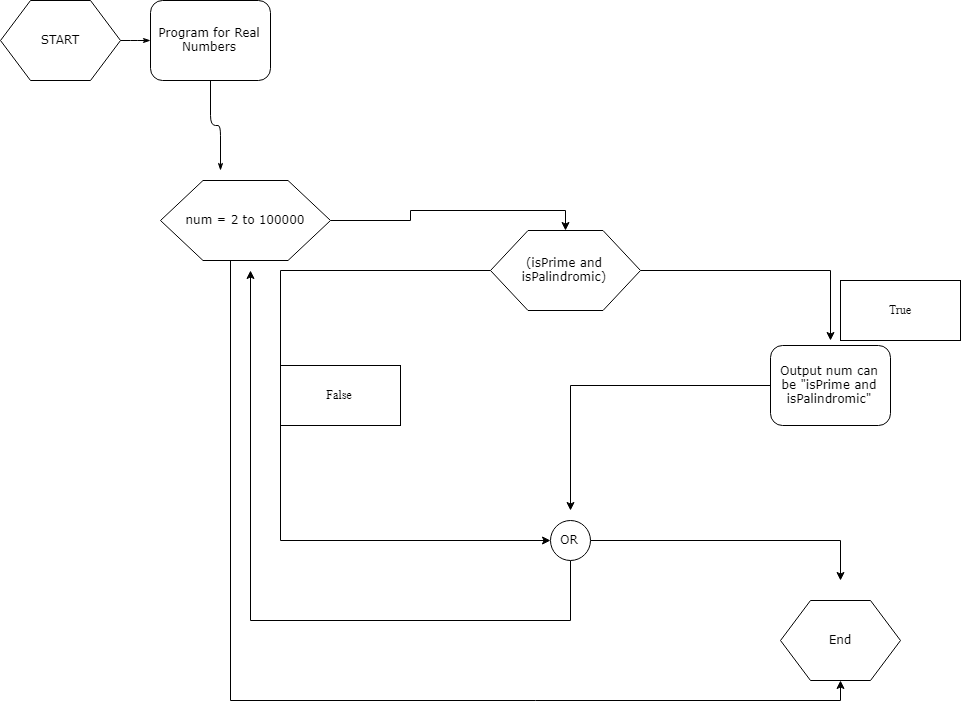 START
Program for Real
Numbers
num = 2 to 100000
(isPrime and
isPalindromic)
True
Output num can
be "isPrime and
isPalindromic"
False
OR
End